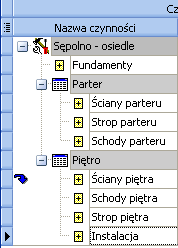 Cz
Nazwa czynności
Sępolno - osiedle
Fundamenty
Parter
Ściany parteru
Strop parteru
Schody parteru
Piętro
Ściany piętra
Schody piętra
Strop piętra
Instalacja